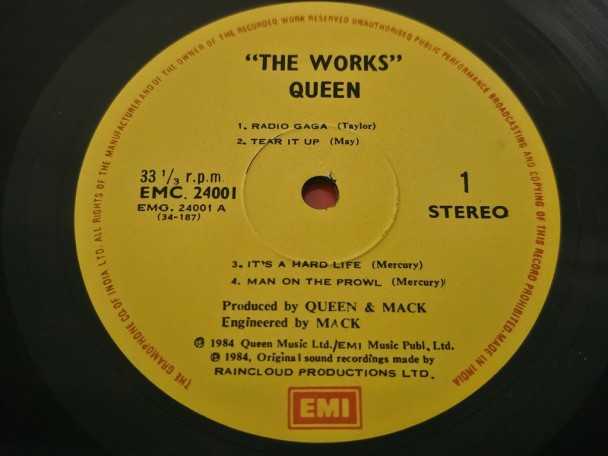 ALL RIGHTS OF THE MANUFACTURER AND OF THE OWNER OF THE RECORDED WORK RESERVED UNAUTHORISED PUBLIC PERFORMANCE BROADCASTING AND COPYING OF THIS RECORD PROHIBITED-MADE IN INDIA
"THE WORKS"
QUEEN
1. RADIO GAGA (Taylor)
2. TEAR IT UP (May)
33 1/3 r.p.m
EMC. 24001
EMG. 24001 A
(34-187)
1
STEREO
3. IT'S A HARD LIFE (Mercury)
4. MAN ON THE PROWL (Mercury)
Produced by QUEEN & MACK
Engineered by MACK
℗ 1984 Queen Music Ltd./EMI Music Publ. Ltd.
℗ 1984, Original sound recordings made by
RAINCLOUD PRODUCTIONS LTD.
THE GRAMOPHONE CO. OF INDIA LTD.
EMI